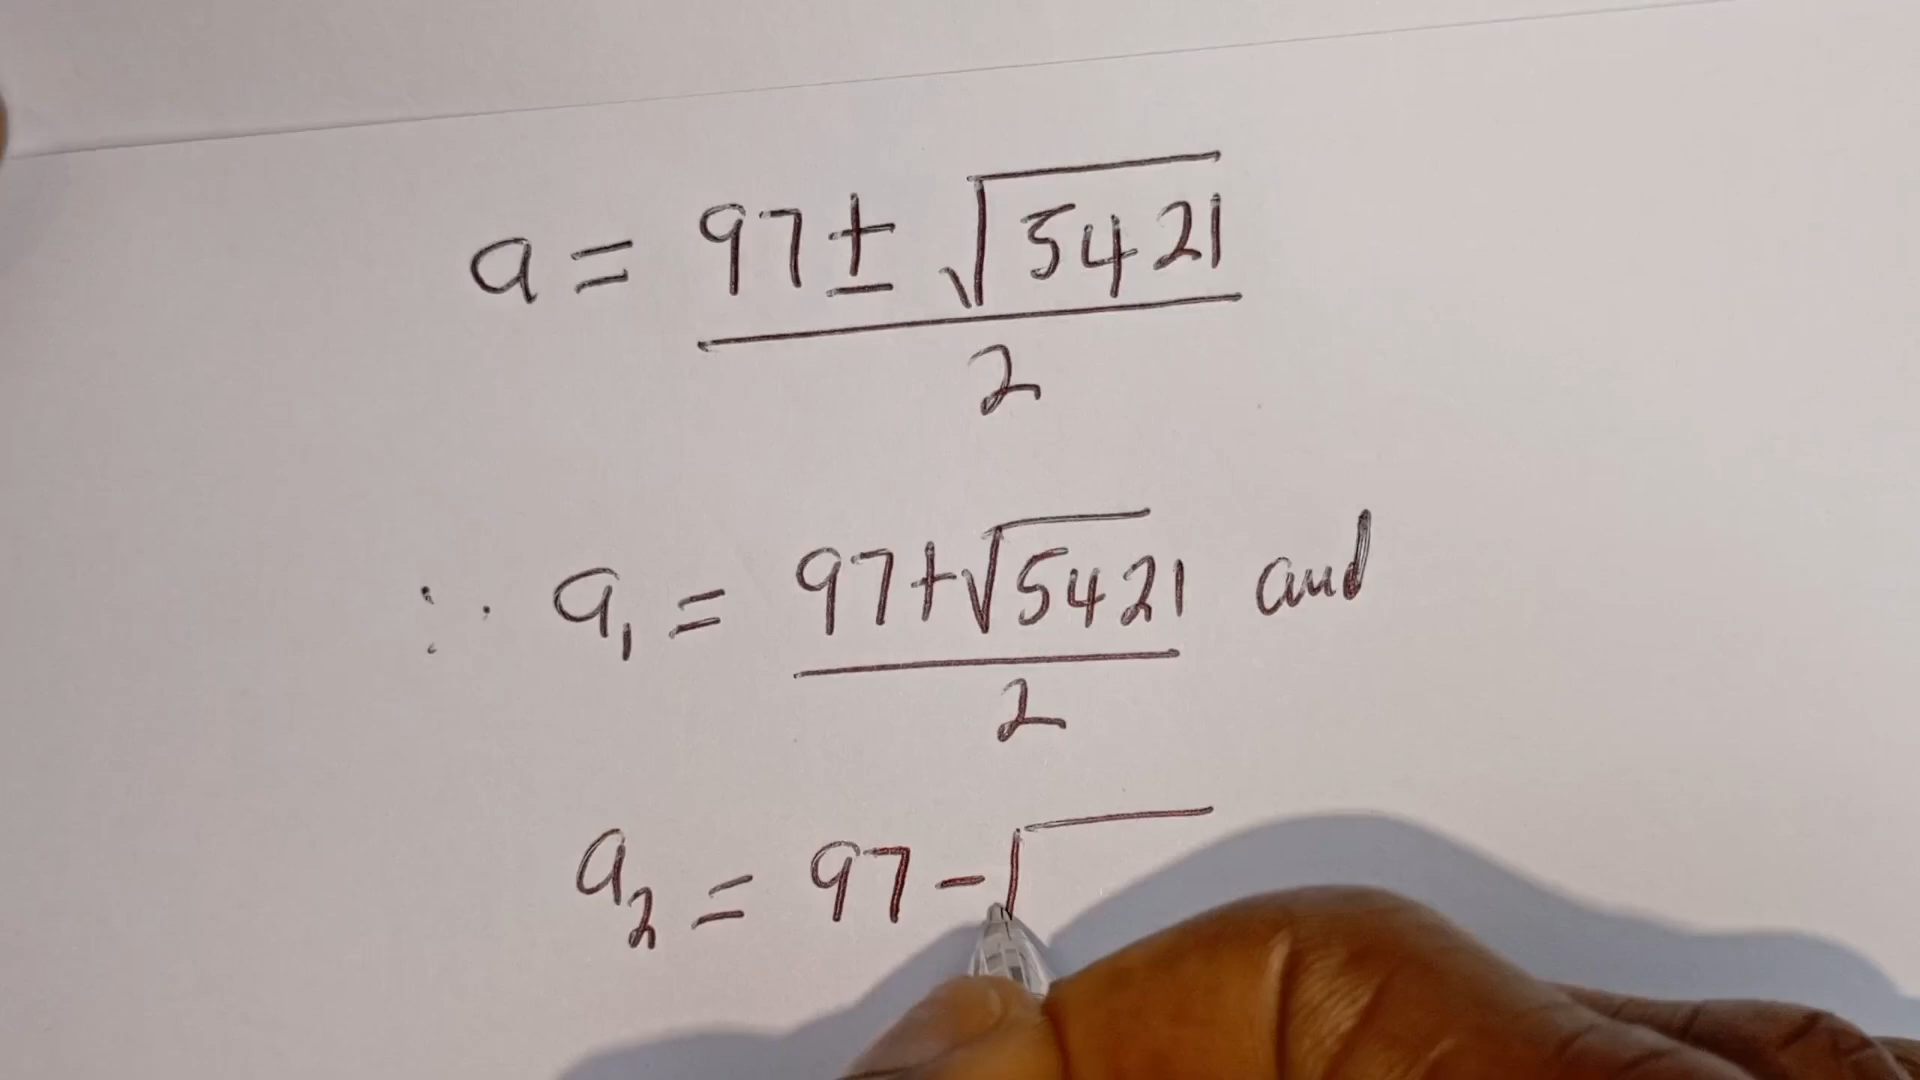 a = 97 ± √5421 / 2
∴ a₁ = 97+√5421 / 2 and
a₂ = 97 - √